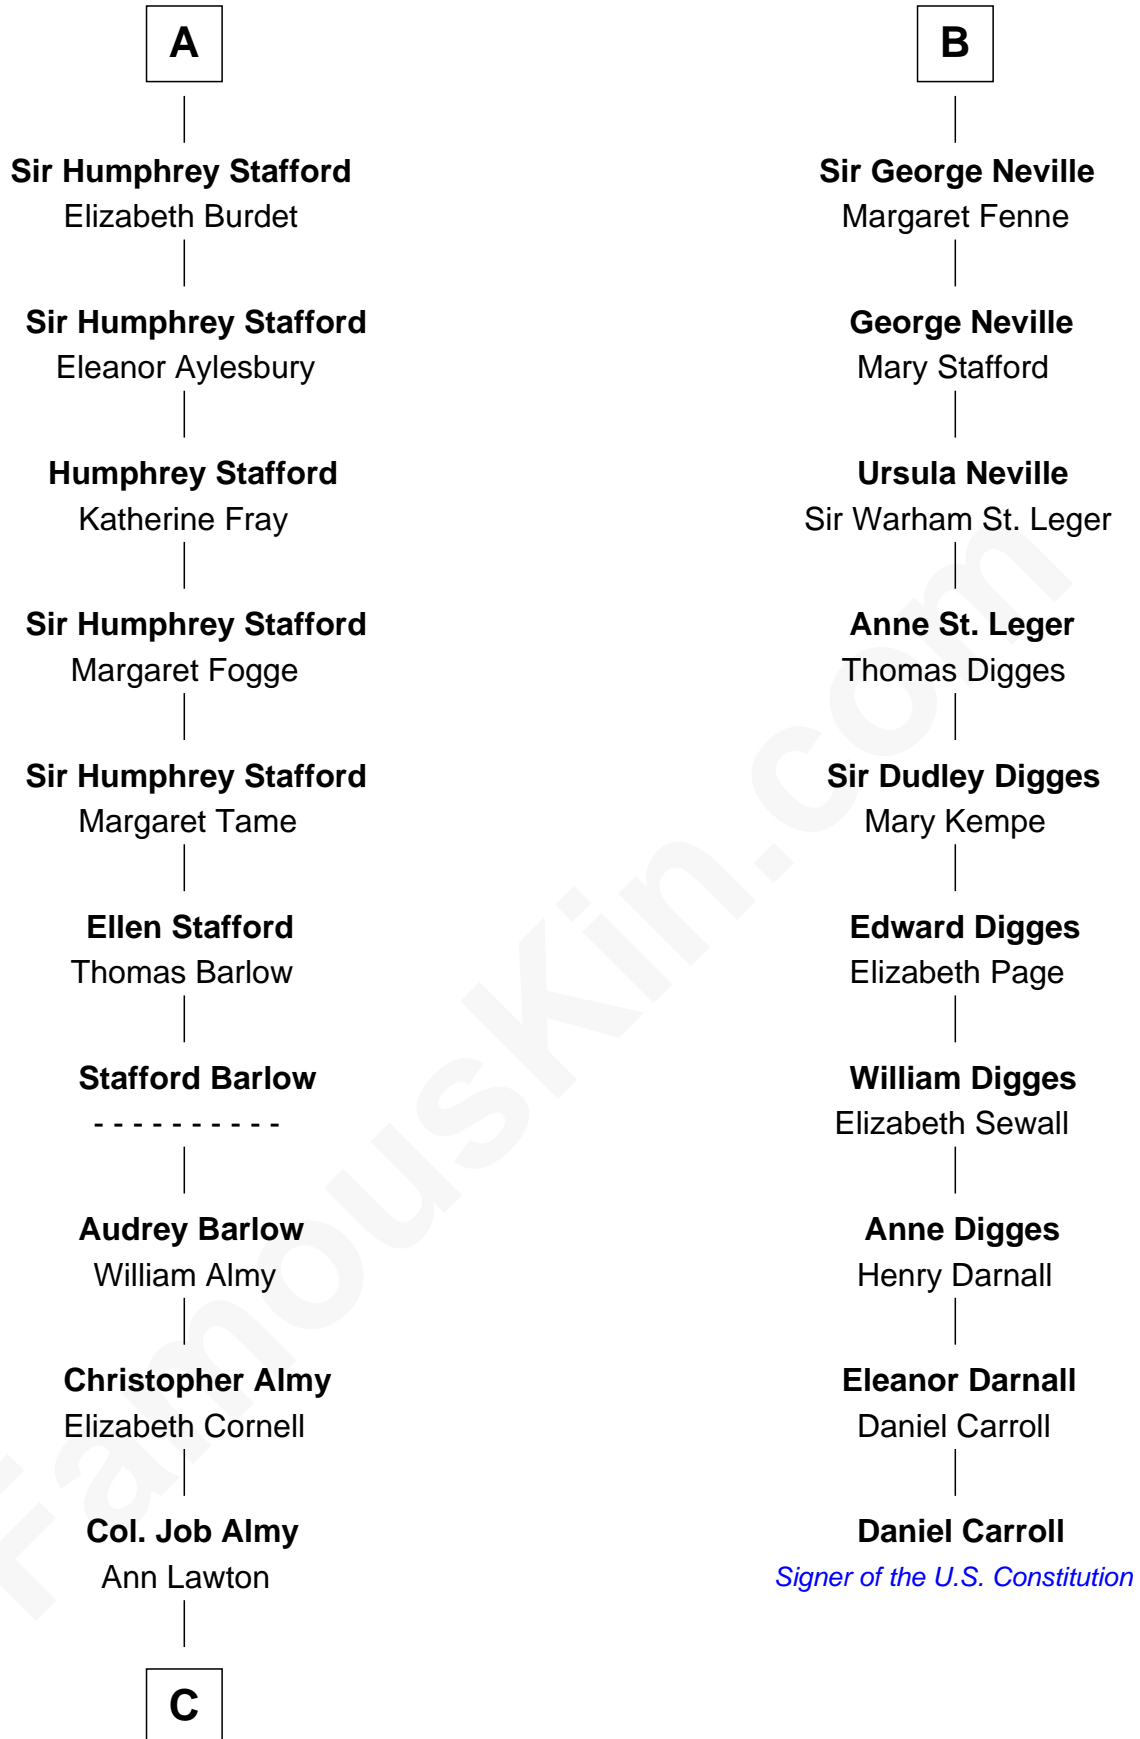 A
Sir Humphrey Stafford
Elizabeth Burdet
Sir Humphrey Stafford
Eleanor Aylesbury
Humphrey Stafford
Katherine Fray
Sir Humphrey Stafford
Margaret Fogge
Sir Humphrey Stafford
Margaret Tame
Ellen Stafford
Thomas Barlow
Stafford Barlow
- - - - - - - - - -
Audrey Barlow
William Almy
Christopher Almy
Elizabeth Cornell
Col. Job Almy
Ann Lawton
C
B
Sir George Neville
Margaret Fenne
George Neville
Mary Stafford
Ursula Neville
Sir Warham St. Leger
Anne St. Leger
Thomas Digges
Sir Dudley Digges
Mary Kempe
Edward Digges
Elizabeth Page
William Digges
Elizabeth Sewall
Anne Digges
Henry Darnall
Eleanor Darnall
Daniel Carroll
Daniel Carroll
Signer of the U.S. Constitution
FamousKin.com